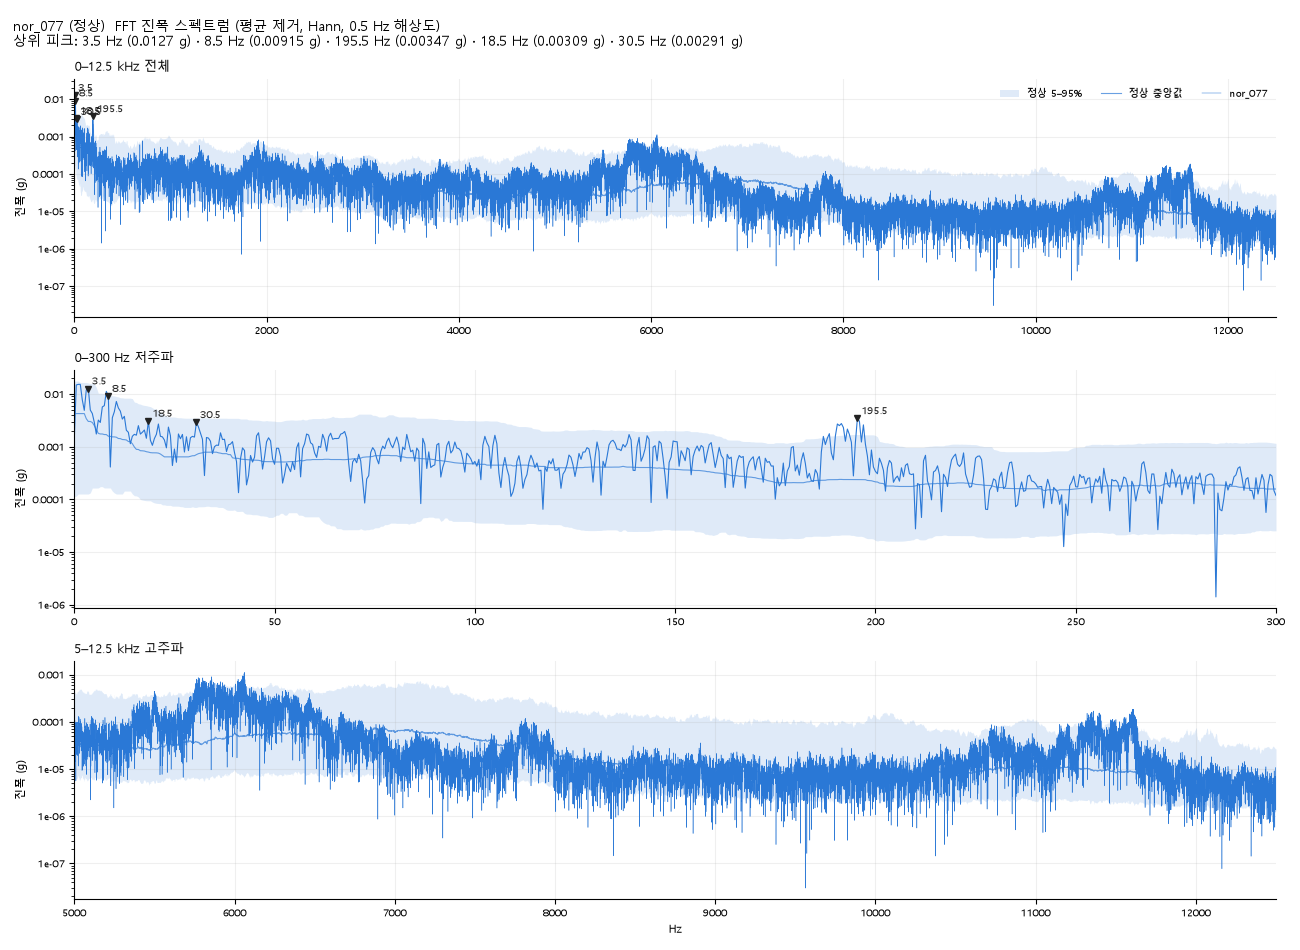 nor_077 (정상)  FFT 진폭 스펙트럼 (평균 제거, Hann, 0.5 Hz 해상도)
상위 피크: 3.5 Hz (0.0127 g) · 8.5 Hz (0.00915 g) · 195.5 Hz (0.00347 g) · 18.5 Hz (0.00309 g) · 30.5 Hz (0.00291 g)
0–12.5 kHz 전체
정상 5–95%
정상 중앙값
nor_077
3.5
8.5
195.5
진폭 (g)
0.01
0.001
0.0001
1e-05
1e-06
1e-07
0
2000
4000
6000
8000
10000
12000
0–300 Hz 저주파
3.5
8.5
18.5
30.5
195.5
진폭 (g)
0.01
0.001
0.0001
1e-05
1e-06
0
50
100
150
200
250
300
5–12.5 kHz 고주파
진폭 (g)
0.001
0.0001
1e-05
1e-06
1e-07
5000
6000
7000
8000
9000
10000
11000
12000
Hz